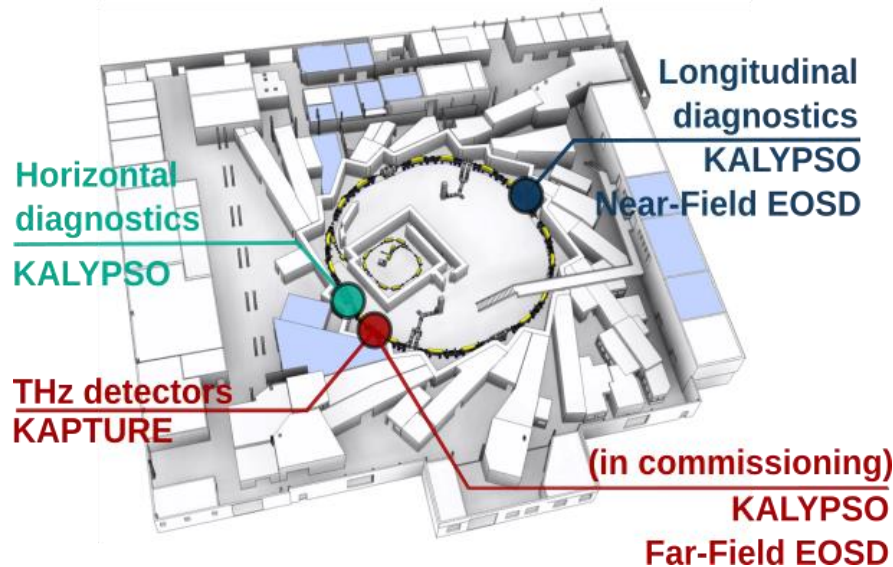 Longitudinal
diagnostics
KALYPSO
Near-Field EOSD
Horizontal
diagnostics
KALYPSO
THz detectors
KAPTURE
(in commissioning)
KALYPSO
Far-Field EOSD